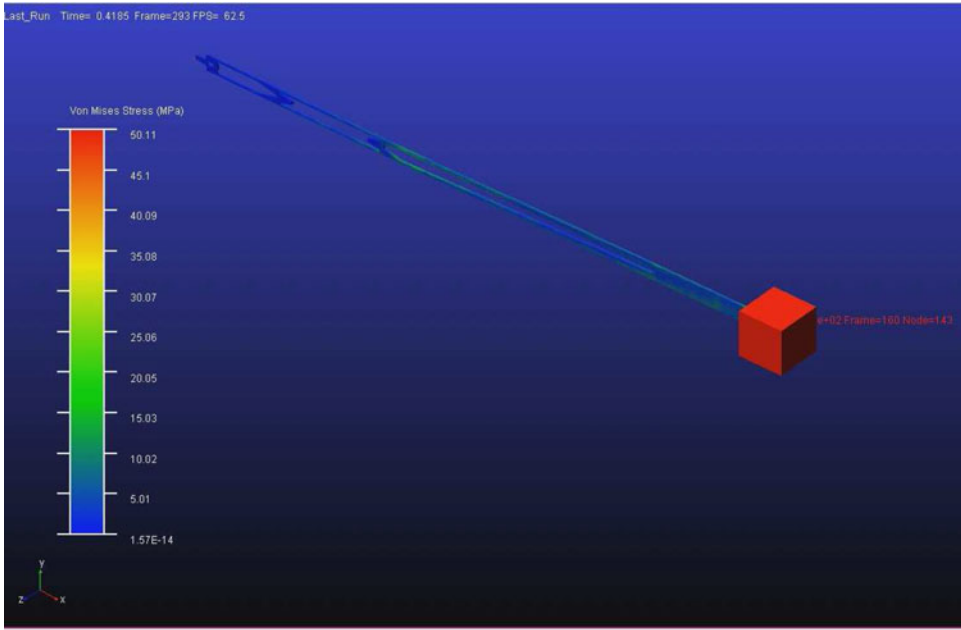 Last_Run Time= 0.4185 Frame=293 FPS= 62.5
Von Mises Stress (MPa)
50.11
45.1
40.09
35.08
30.07
25.06
20.05
15.03
10.02
5.01
1.57E-14
e+02 Frame=160 Node=143
y
z
x